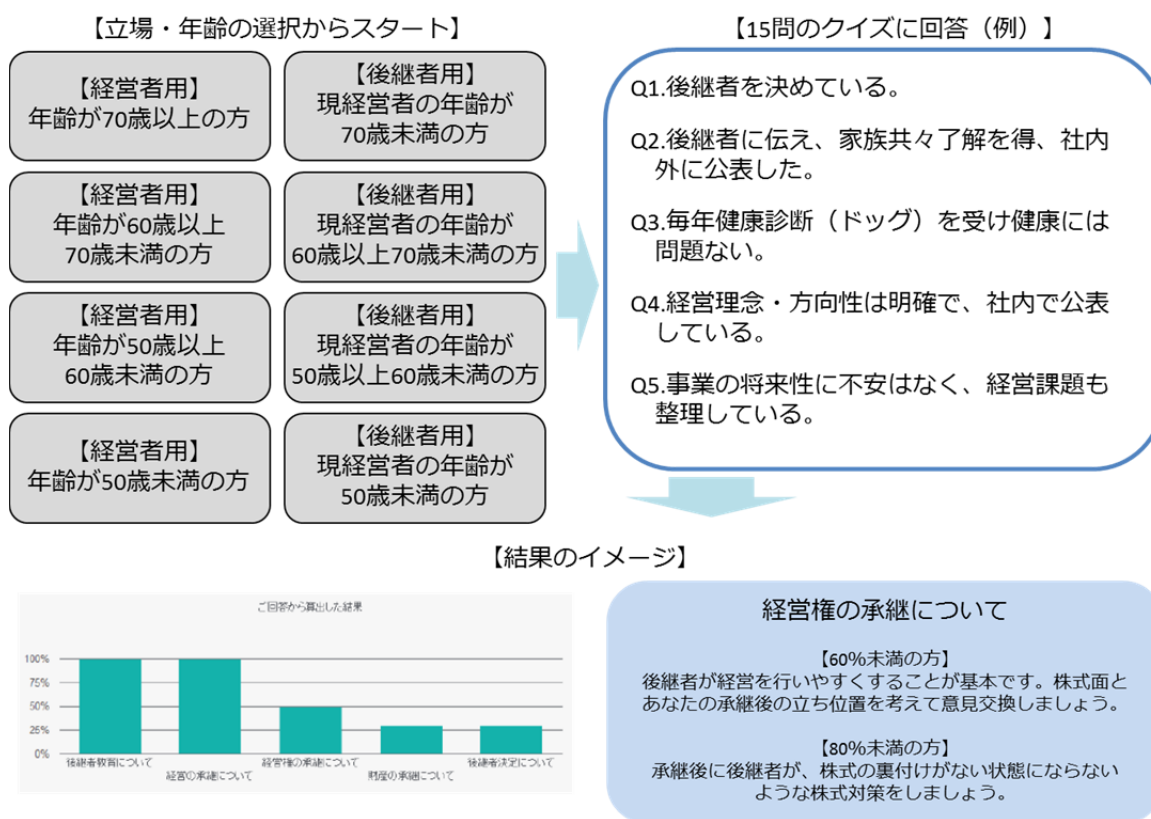 【立場・年齢の選択からスタート】
【経営者用】
年齢が70歳以上の方
【後継者用】
現経営者の年齢が
70歳未満の方
【経営者用】
年齢が60歳以上
70歳未満の方
【後継者用】
現経営者の年齢が
60歳以上70歳未満の方
【経営者用】
年齢が50歳以上
60歳未満の方
【後継者用】
現経営者の年齢が
50歳以上60歳未満の方
【経営者用】
年齢が50歳未満の方
【後継者用】
現経営者の年齢が
50歳未満の方
【15問のクイズに回答（例）】
Q1.後継者を決めている。
Q2.後継者に伝え、家族共々了解を得、社内
外に公表した。
Q3.毎年健康診断（ドッグ）を受け健康には
問題ない。
Q4.経営理念・方向性は明確で、社内で公表
している。
Q5.事業の将来性に不安はなく、経営課題も
整理している。
【結果のイメージ】
ご回答から算出した結果
100%
75%
50%
25%
0%
後継者教育について
経営の承継について
経営権の承継について
財産の承継について
後継者決定について
経営権の承継について
【60%未満の方】
後継者が経営を行いやすくすることが基本です。株式面と
あなたの承継後の立ち位置を考えて意見交換しましょう。
【80%未満の方】
承継後に後継者が、株式の裏付けがない状態にならない
ような株式対策をしましょう。